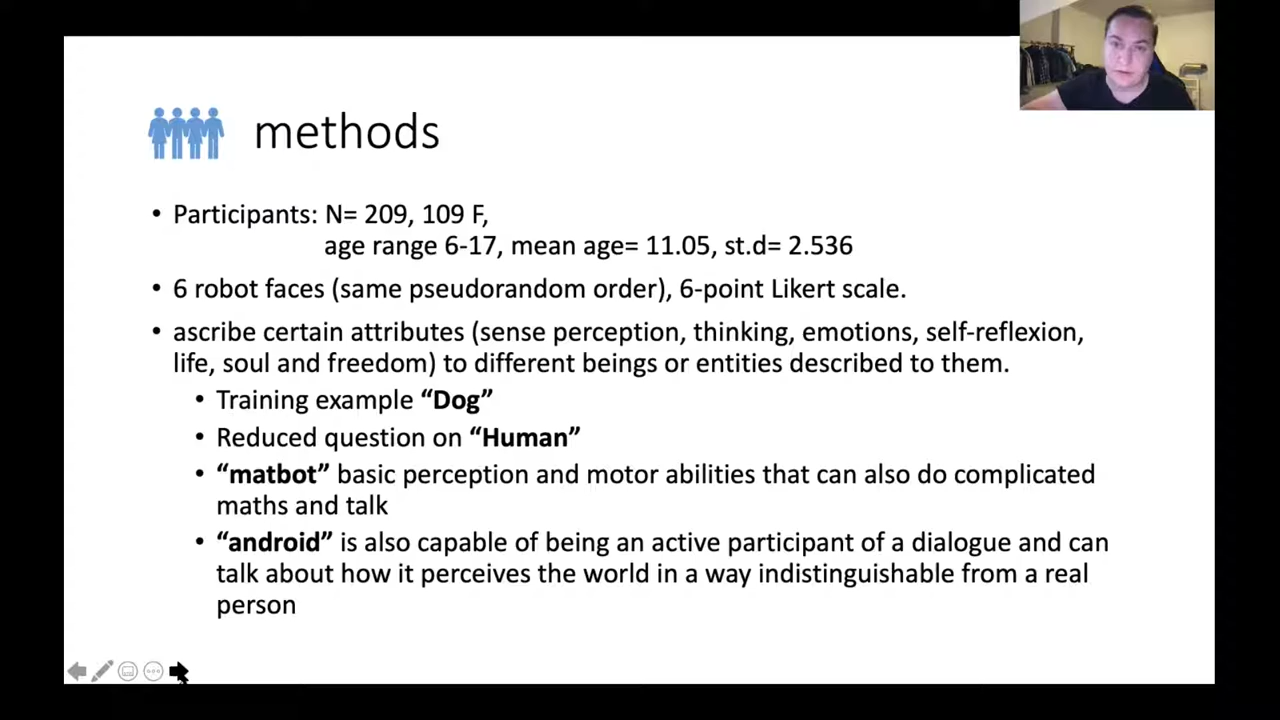 methods
• Participants: N= 209, 109 F,
age range 6-17, mean age= 11.05, st.d= 2.536
• 6 robot faces (same pseudorandom order), 6-point Likert scale.
• ascribe certain attributes (sense perception, thinking, emotions, self-reflexion,
life, soul and freedom) to different beings or entities described to them.
• Training example “Dog”
• Reduced question on “Human”
• “matbot” basic perception and motor abilities that can also do complicated
maths and talk
• “android” is also capable of being an active participant of a dialogue and can
talk about how it perceives the world in a way indistinguishable from a real
person